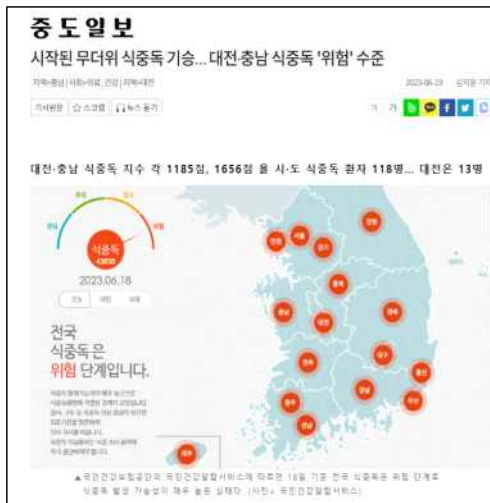 중도일보
시작된 무더위 식중독 기승... 대전·충남 식중독 '위험' 수준
2023-06-19
기사원문 스크랩 뉴스 듣기
가 가
대전·충남 식중독 지수 각 1185점, 1656점 올 시·도 식중독 환자 118명... 대전은 13명
관심 주의 경고 위험
식중독
2023.06.18
오늘 내일 모레
전국
식중독은
위험 단계입니다.
강원
인천 서울
경기
충북
충남
대전
경북
전북
대구
울산
광주
경남
부산
전남
제주
▲국민건강보험공단의 국민건강알람서비스에 따르면 18일 기준 전국 식중독은 위험 단계로
식중독 발생 가능성이 매우 높은 상태다. (사진= 국민건강알람서비스)